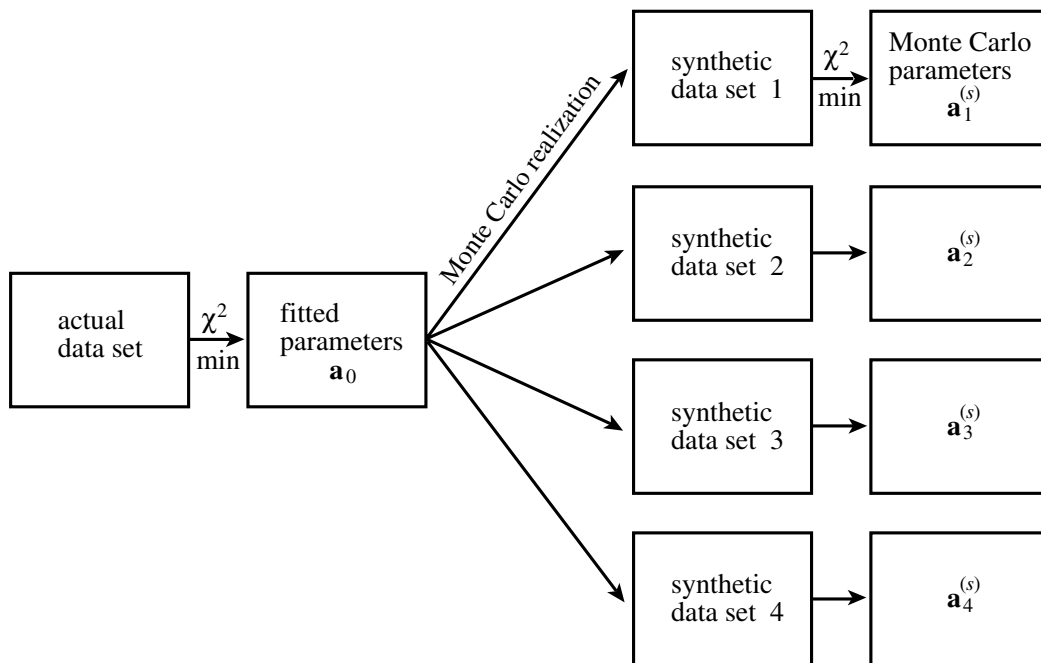 actual
data set
χ²
min
fitted
parameters
a₀
Monte Carlo realization
synthetic
data set 1
χ²
min
Monte Carlo
parameters
a₁⁽ˢ⁾
synthetic
data set 2
a₂⁽ˢ⁾
synthetic
data set 3
a₃⁽ˢ⁾
synthetic
data set 4
a₄⁽ˢ⁾